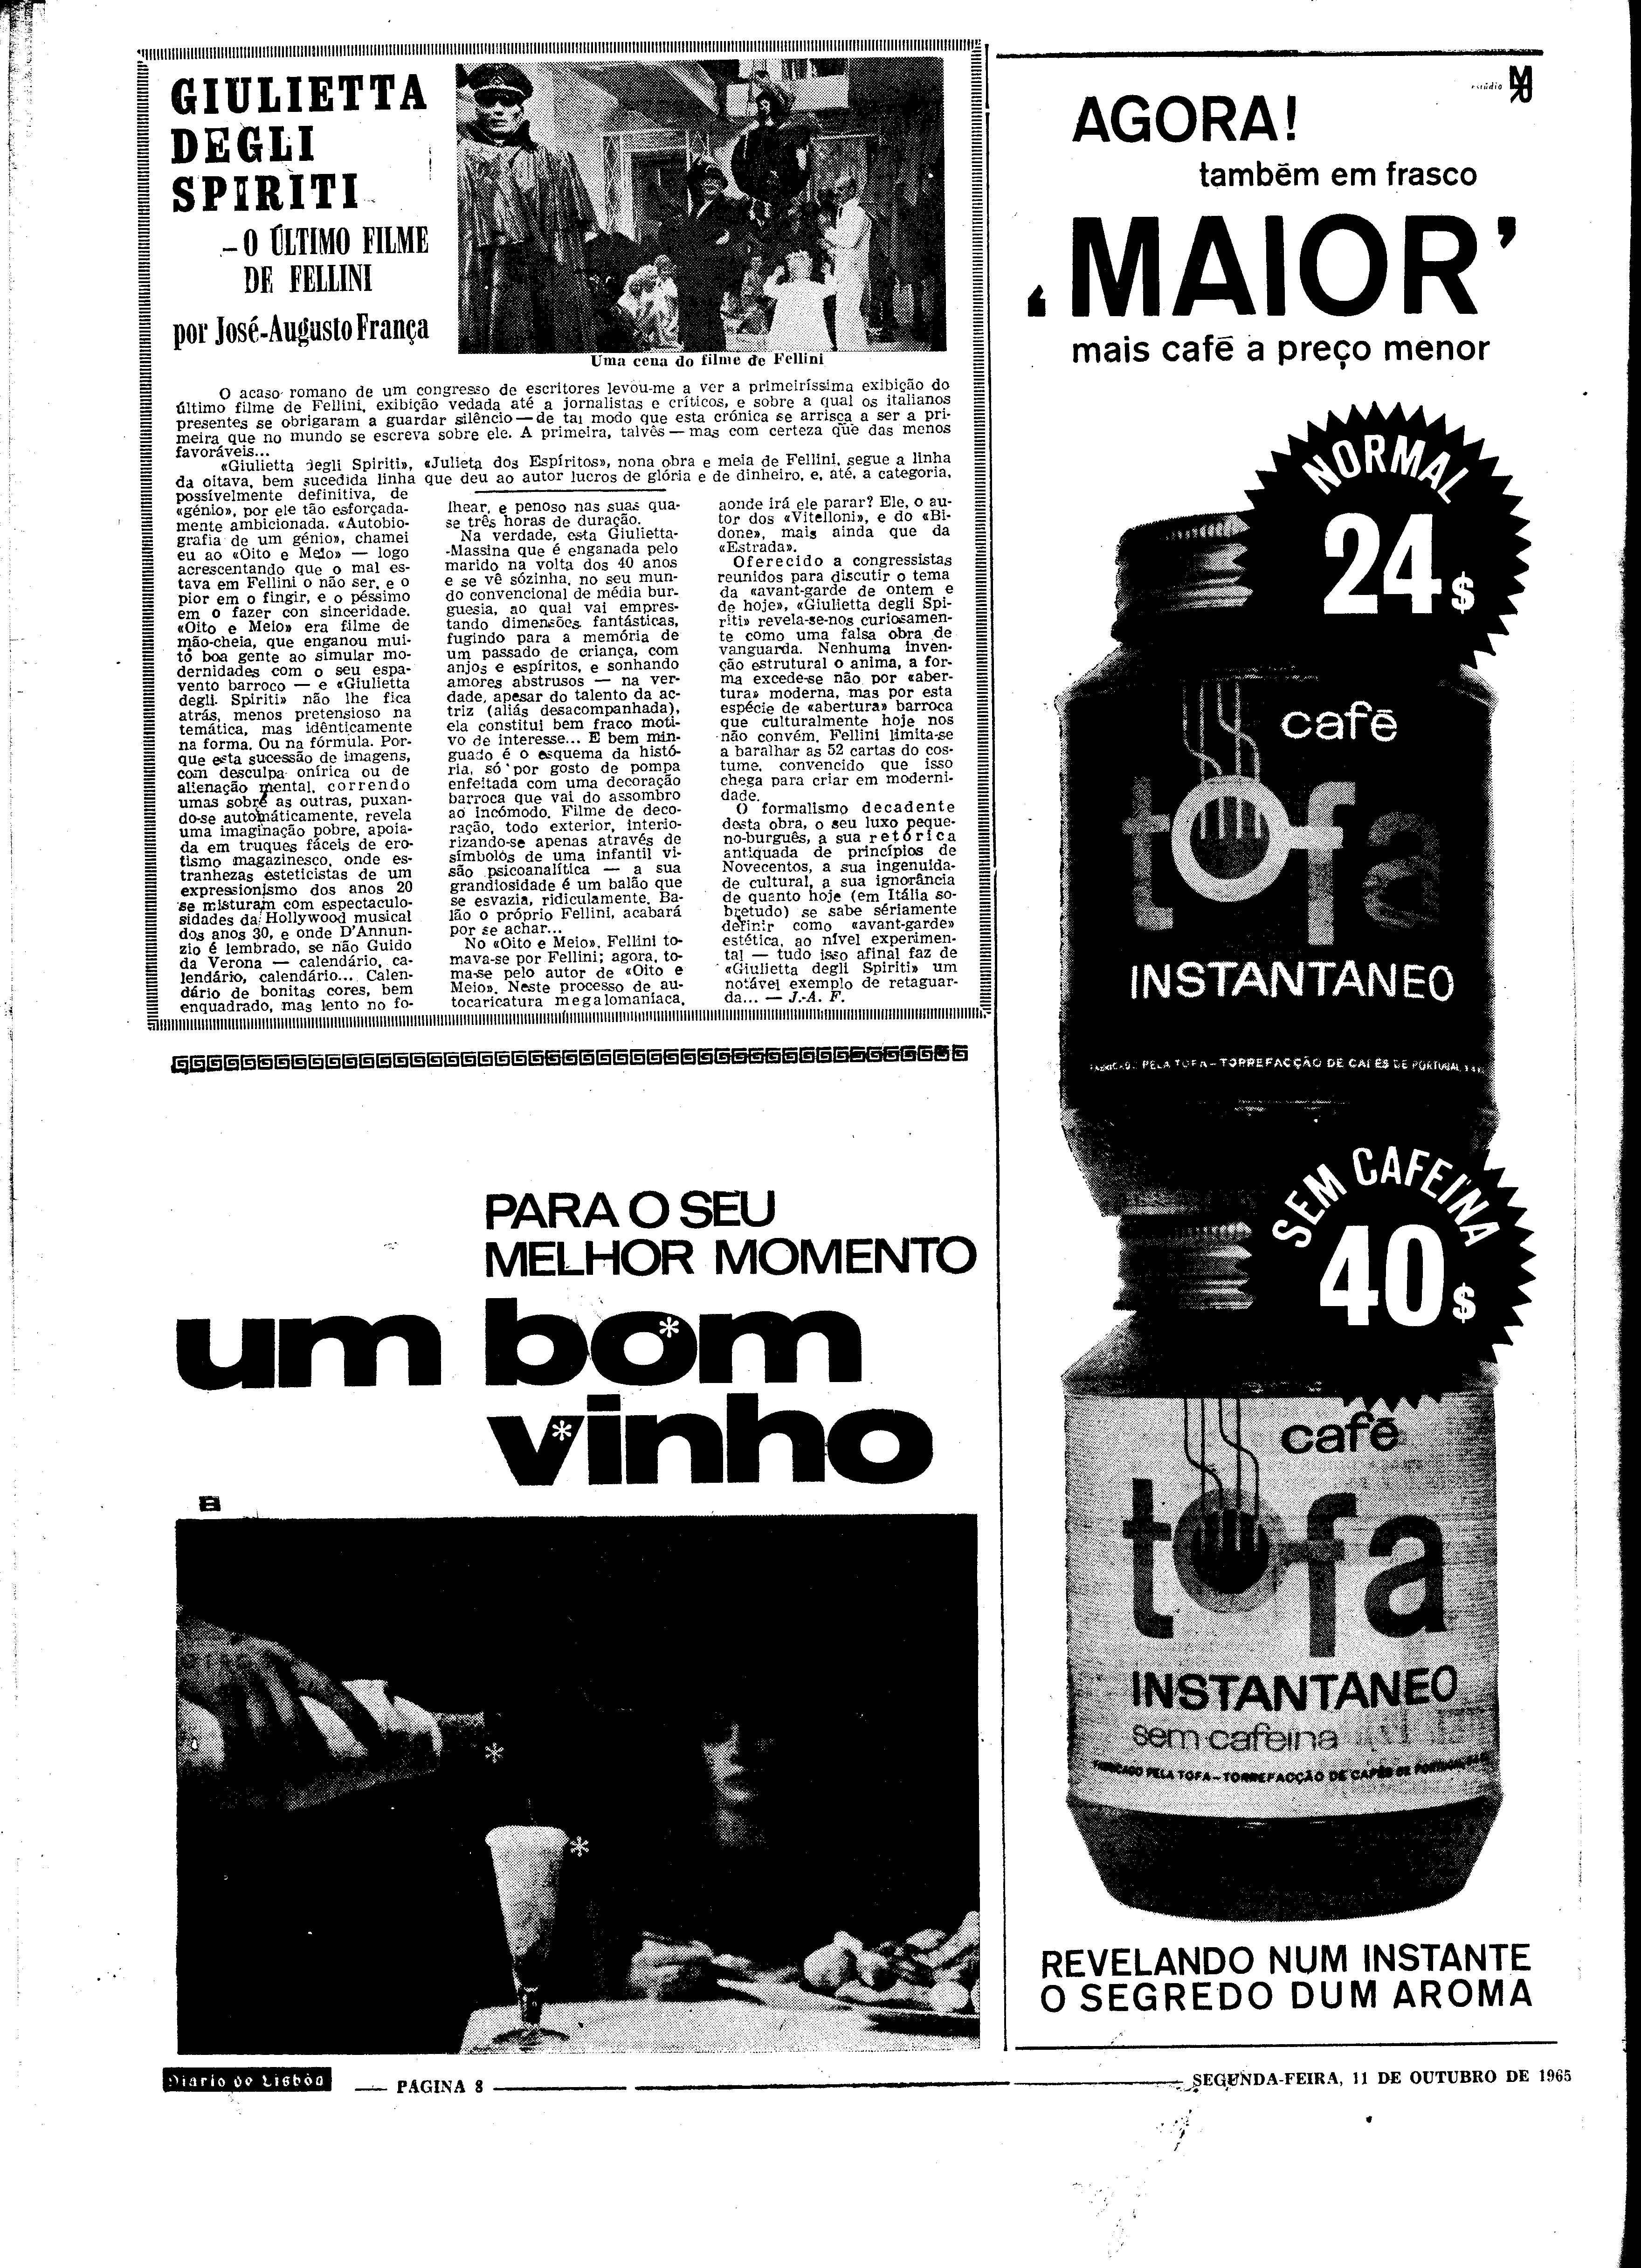 GIULIETTA
DEGLI
SPIRITI
— O ÚLTIMO FILME
DE FELLINI
por José-Augusto França
Uma cena do filme de Fellini
O acaso romano de um congresso de escritores levou-me a ver a primeiríssima exibição do
último filme de Fellini, exibição vedada até a jornalistas e críticos, e sobre a qual os italianos
presentes se obrigaram a guardar silêncio — de tal modo que esta crónica se arrisca a ser a pri-
meira que no mundo se escreva sobre ele. A primeira, talvês — mas com certeza que das menos
favoráveis...
«Giulietta degli Spiriti», «Julieta dos Espíritos», nona obra e meia de Fellini, segue a linha
da oitava, bem sucedida linha que deu ao autor lucros de glória e de dinheiro, e, até, a categoria,
possívelmente definitiva, de
«génio», por ele tão esforçada-
mente ambicionada. «Autobio-
grafia de um génio», chamei
eu ao «Oito e Meio» — logo
acrescentando que o mal es-
tava em Fellini o não ser, e o
pior em o fingir, e o péssimo
em o fazer con sinceridade.
«Oito e Meio» era filme de
mão-cheia, que enganou mui-
to boa gente ao simular mo-
dernidades com o seu espa-
vento barroco — e «Giulietta
degli Spiriti» não lhe fica
atrás, menos pretensioso na
temática, mas idênticamente
na forma. Ou na fórmula. Por-
que esta sucessão de imagens,
com desculpa onírica ou de
alienação mental, correndo
umas sobre as outras, puxan-
do-se automáticamente, revela
uma imaginação pobre, apoia-
da em truques fáceis de ero-
tismo magazinesco, onde es-
tranhezas esteticistas de um
expressionismo dos anos 20
se misturam com espectaculo-
sidades da Hollywood musical
dos anos 30, e onde D'Annun-
zio é lembrado, se não Guido
da Verona — calendário, ca-
lendário, calendário... Calen-
dário de bonitas cores, bem
enquadrado, mas lento no fo-
lhear, e penoso nas suas qua-
se três horas de duração.
Na verdade, esta Giulietta-
-Massina que é enganada pelo
marido na volta dos 40 anos
e se vê sózinha, no seu mun-
do convencional de média bur-
guesia, ao qual vai empres-
tando dimensões fantásticas,
fugindo para a memória de
um passado de criança, com
anjos e espíritos, e sonhando
amores abstrusos — na ver-
dade, apesar do talento da ac-
triz (aliás desacompanhada),
ela constitui bem fraco moti-
vo de interesse... E bem min-
guado é o esquema da histó-
ria, só por gosto de pompa
enfeitada com uma decoração
barroca que vai do assombro
ao incómodo. Filme de deco-
ração, todo exterior, interio-
rizando-se apenas através de
símbolos de uma infantil vi-
são psicoanalítica — a sua
grandiosidade é um balão que
se esvazia, ridiculamente. Ba-
lão o próprio Fellini, acabará
por se achar...
No «Oito e Meio», Fellini to-
mava-se por Fellini; agora, to-
ma-se pelo autor de «Oito e
Meio». Neste processo de au-
tocaricatura megalomaníaca,
aonde irá ele parar? Ele, o au-
tor dos «Vitelloni», e do «Bi-
done», mais ainda que da
«Estrada».
Oferecido a congressistas
reunidos para discutir o tema
da «avant-garde de ontem e
de hoje», «Giulietta degli Spi-
riti» revela-se-nos curiosamen-
te como uma falsa obra de
vanguarda. Nenhuma inven-
ção estrutural o anima, a for-
ma excede-se não por «aber-
tura» moderna, mas por esta
espécie de «abertura» barroca
que culturalmente hoje nos
não convém. Fellini limita-se
a baralhar as 52 cartas do cos-
tume, convencido que isso
chega para criar em moderni-
dade.
O formalismo decadente
desta obra, o seu luxo peque-
no-burguês, a sua retórica
antiquada de princípios de
Novecentos, a sua ingenuida-
de cultural, a sua ignorância
de quanto hoje (em Itália so-
bretudo) se sabe sériamente
definir como «avant-garde»
estética, ao nível experimen-
tal — tudo isso afinal faz de
«Giulietta degli Spiriti» um
notável exemplo de retaguar-
da... — J.-A. F.
PARA O SEU
MELHOR MOMENTO
um bom
vinho
estúdio
AGORA!
também em frasco
'MAIOR'
mais café a preço menor
NORMAL
24$
café
tofa
INSTANTANEO
FABRICADO PELA TOFA – TORREFACÇÃO DE CAFÉS DE PORTUGAL
SEM CAFEINA
40$
café
tofa
INSTANTANEO
sem cafeina
FABRICADO PELA TOFA – TORREFACÇÃO DE CAFÉS DE PORTUGAL
REVELANDO NUM INSTANTE
O SEGREDO DUM AROMA
Diario de Lisboa — PAGINA 8 — SEGUNDA-FEIRA, 11 DE OUTUBRO DE 1965